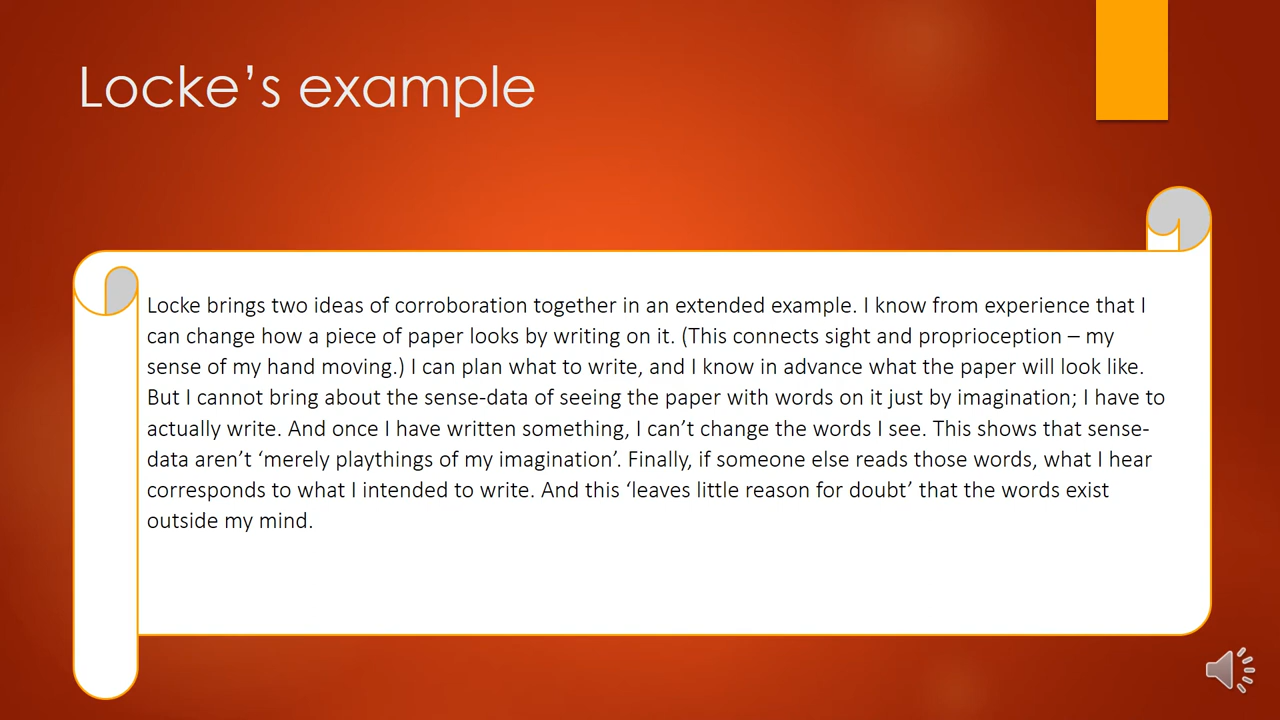 Locke’s example
Locke brings two ideas of corroboration together in an extended example. I know from experience that I
can change how a piece of paper looks by writing on it. (This connects sight and proprioception – my
sense of my hand moving.) I can plan what to write, and I know in advance what the paper will look like.
But I cannot bring about the sense-data of seeing the paper with words on it just by imagination; I have to
actually write. And once I have written something, I can’t change the words I see. This shows that sense-
data aren’t ‘merely playthings of my imagination’. Finally, if someone else reads those words, what I hear
corresponds to what I intended to write. And this ‘leaves little reason for doubt’ that the words exist
outside my mind.